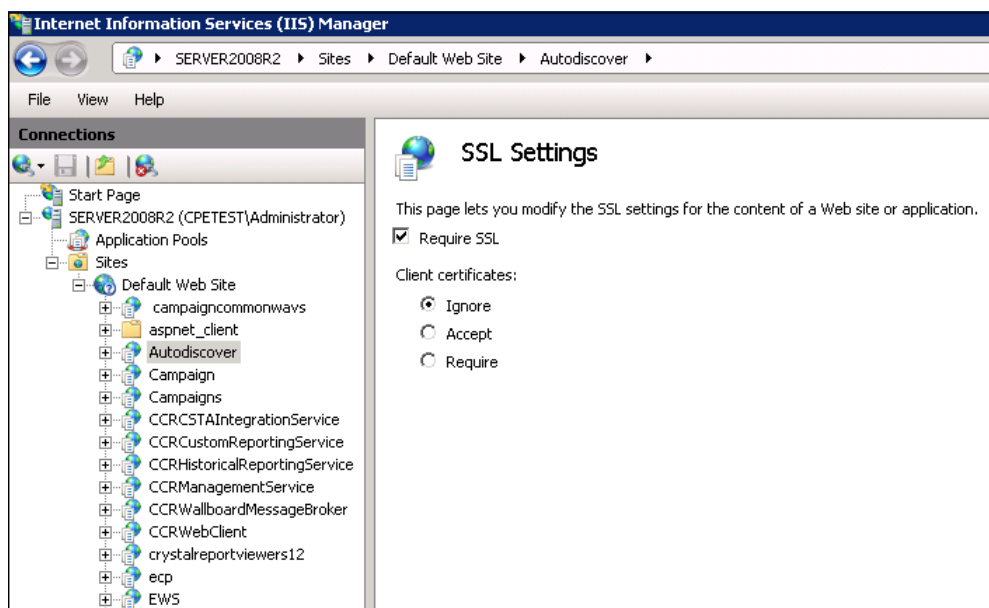 Internet Information Services (IIS) Manager
SERVER2008R2 ▸ Sites ▸ Default Web Site ▸ Autodiscover ▸
File View Help
Connections
Start Page
SERVER2008R2 (CPETEST\Administrator)
Application Pools
Sites
Default Web Site
campaigncommonwavs
aspnet_client
Autodiscover
Campaign
Campaigns
CCRCSTAIntegrationService
CCRCustomReportingService
CCRHistoricalReportingService
CCRManagementService
CCRWallboardMessageBroker
CCRWebClient
crystalreportviewers12
ecp
EWS
SSL Settings
This page lets you modify the SSL settings for the content of a Web site or application.
Require SSL
Client certificates:
Ignore
Accept
Require